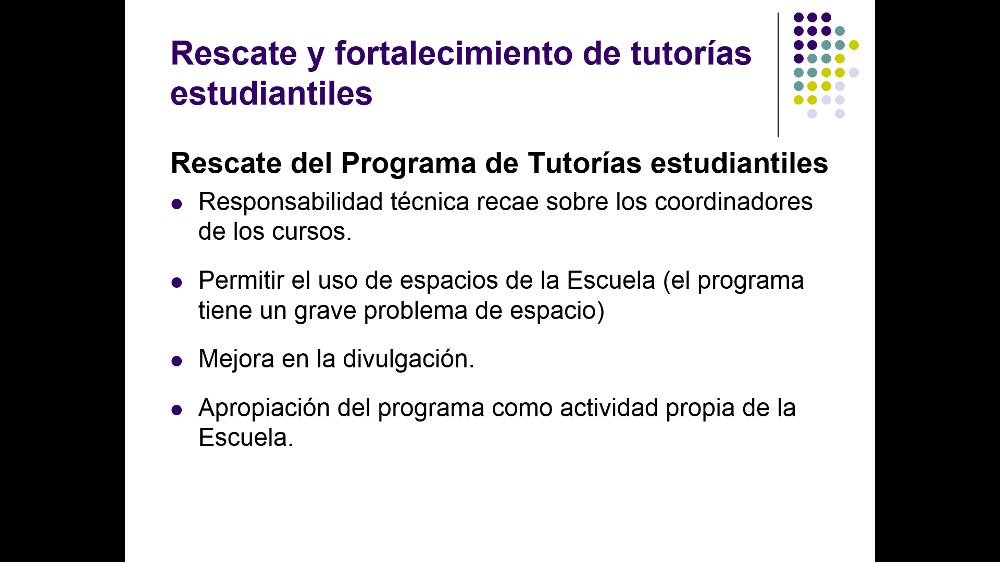 Rescate y fortalecimiento de tutorías
estudiantiles
Rescate del Programa de Tutorías estudiantiles
Responsabilidad técnica recae sobre los coordinadores
de los cursos.
Permitir el uso de espacios de la Escuela (el programa
tiene un grave problema de espacio)
Mejora en la divulgación.
Apropiación del programa como actividad propia de la
Escuela.